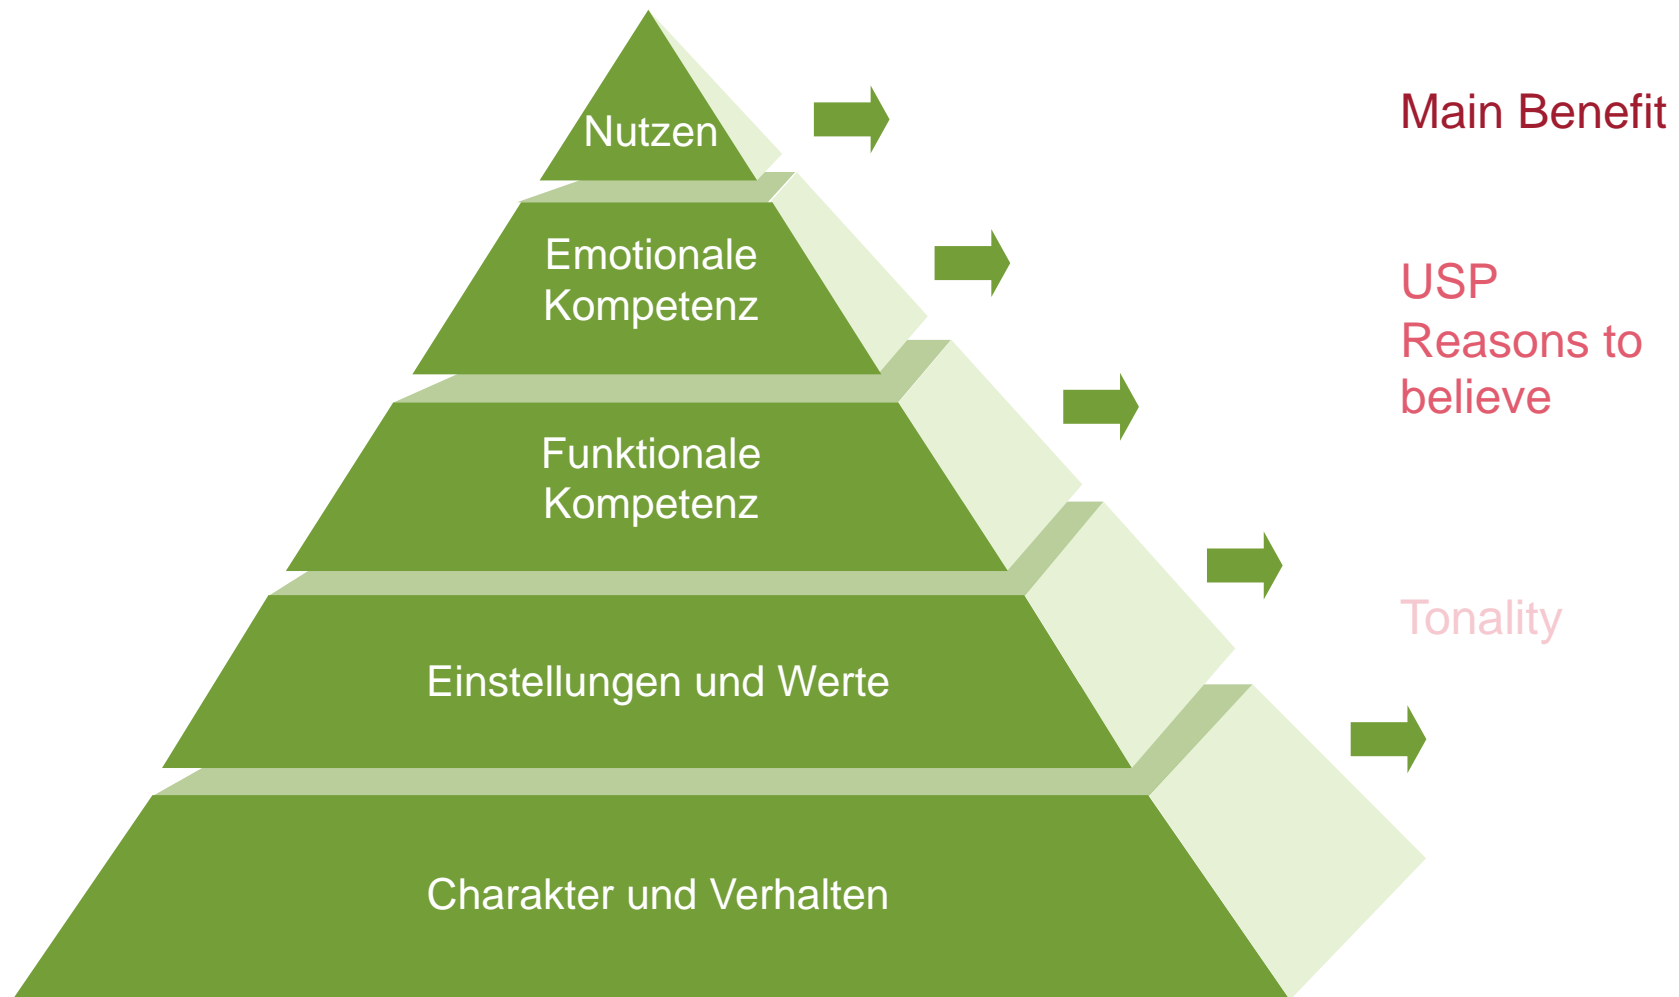 Nutzen
Main Benefit
Emotionale
Kompetenz
USP
Reasons to
believe
Funktionale
Kompetenz
Tonality
Einstellungen und Werte
Charakter und Verhalten